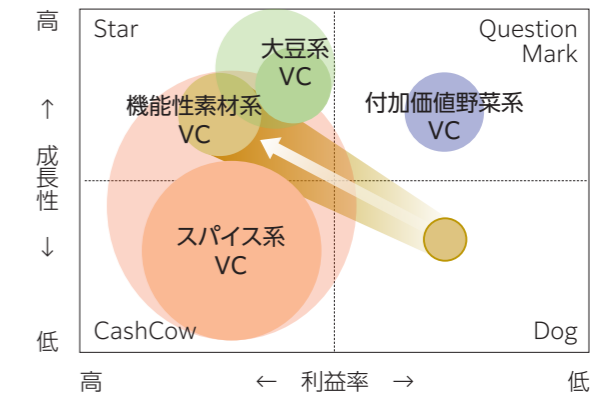 高
↑
成長性
↓
低
Star
Question
Mark
大豆系
VC
機能性素材系
VC
付加価値野菜系
VC
スパイス系
VC
CashCow
Dog
高 ← 利益率 → 低